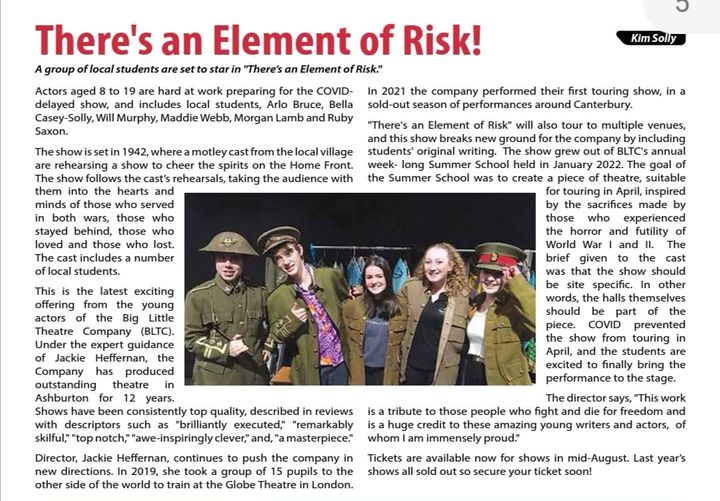 5
There's an Element of Risk!
Kim Solly
A group of local students are set to star in "There's an Element of Risk."
Actors aged 8 to 19 are hard at work preparing for the COVID-
delayed show, and includes local students, Arlo Bruce, Bella
Casey-Solly, Will Murphy, Maddie Webb, Morgan Lamb and Ruby
Saxon.
The show is set in 1942, where a motley cast from the local village
are rehearsing a show to cheer the spirits on the Home Front.
The show follows the cast's rehearsals, taking the audience with
them into the hearts and
minds of those who served
in both wars, those who
stayed behind, those who
loved and those who lost.
The cast includes a number
of local students.
This is the latest exciting
offering from the young
actors of the Big Little
Theatre Company (BLTC).
Under the expert guidance
of Jackie Heffernan, the
Company has produced
outstanding theatre in
Ashburton for 12 years.
Shows have been consistently top quality, described in reviews
with descriptors such as "brilliantly executed," "remarkably
skilful," "top notch," "awe-inspiringly clever," and, "a masterpiece."
Director, Jackie Heffernan, continues to push the company in
new directions. In 2019, she took a group of 15 pupils to the
other side of the world to train at the Globe Theatre in London.
In 2021 the company performed their first touring show, in a
sold-out season of performances around Canterbury.
"There's an Element of Risk" will also tour to multiple venues,
and this show breaks new ground for the company by including
students' original writing. The show grew out of BLTC's annual
week- long Summer School held in January 2022. The goal of
the Summer School was to create a piece of theatre, suitable
for touring in April, inspired
by the sacrifices made by
those who experienced
the horror and futility of
World War I and II. The
brief given to the cast
was that the show should
be site specific. In other
words, the halls themselves
should be part of the
piece. COVID prevented
the show from touring in
April, and the students are
excited to finally bring the
performance to the stage.
The director says, "This work
is a tribute to those people who fight and die for freedom and
is a huge credit to these amazing young writers and actors, of
whom I am immensely proud."
Tickets are available now for shows in mid-August. Last year's
shows all sold out so secure your ticket soon!